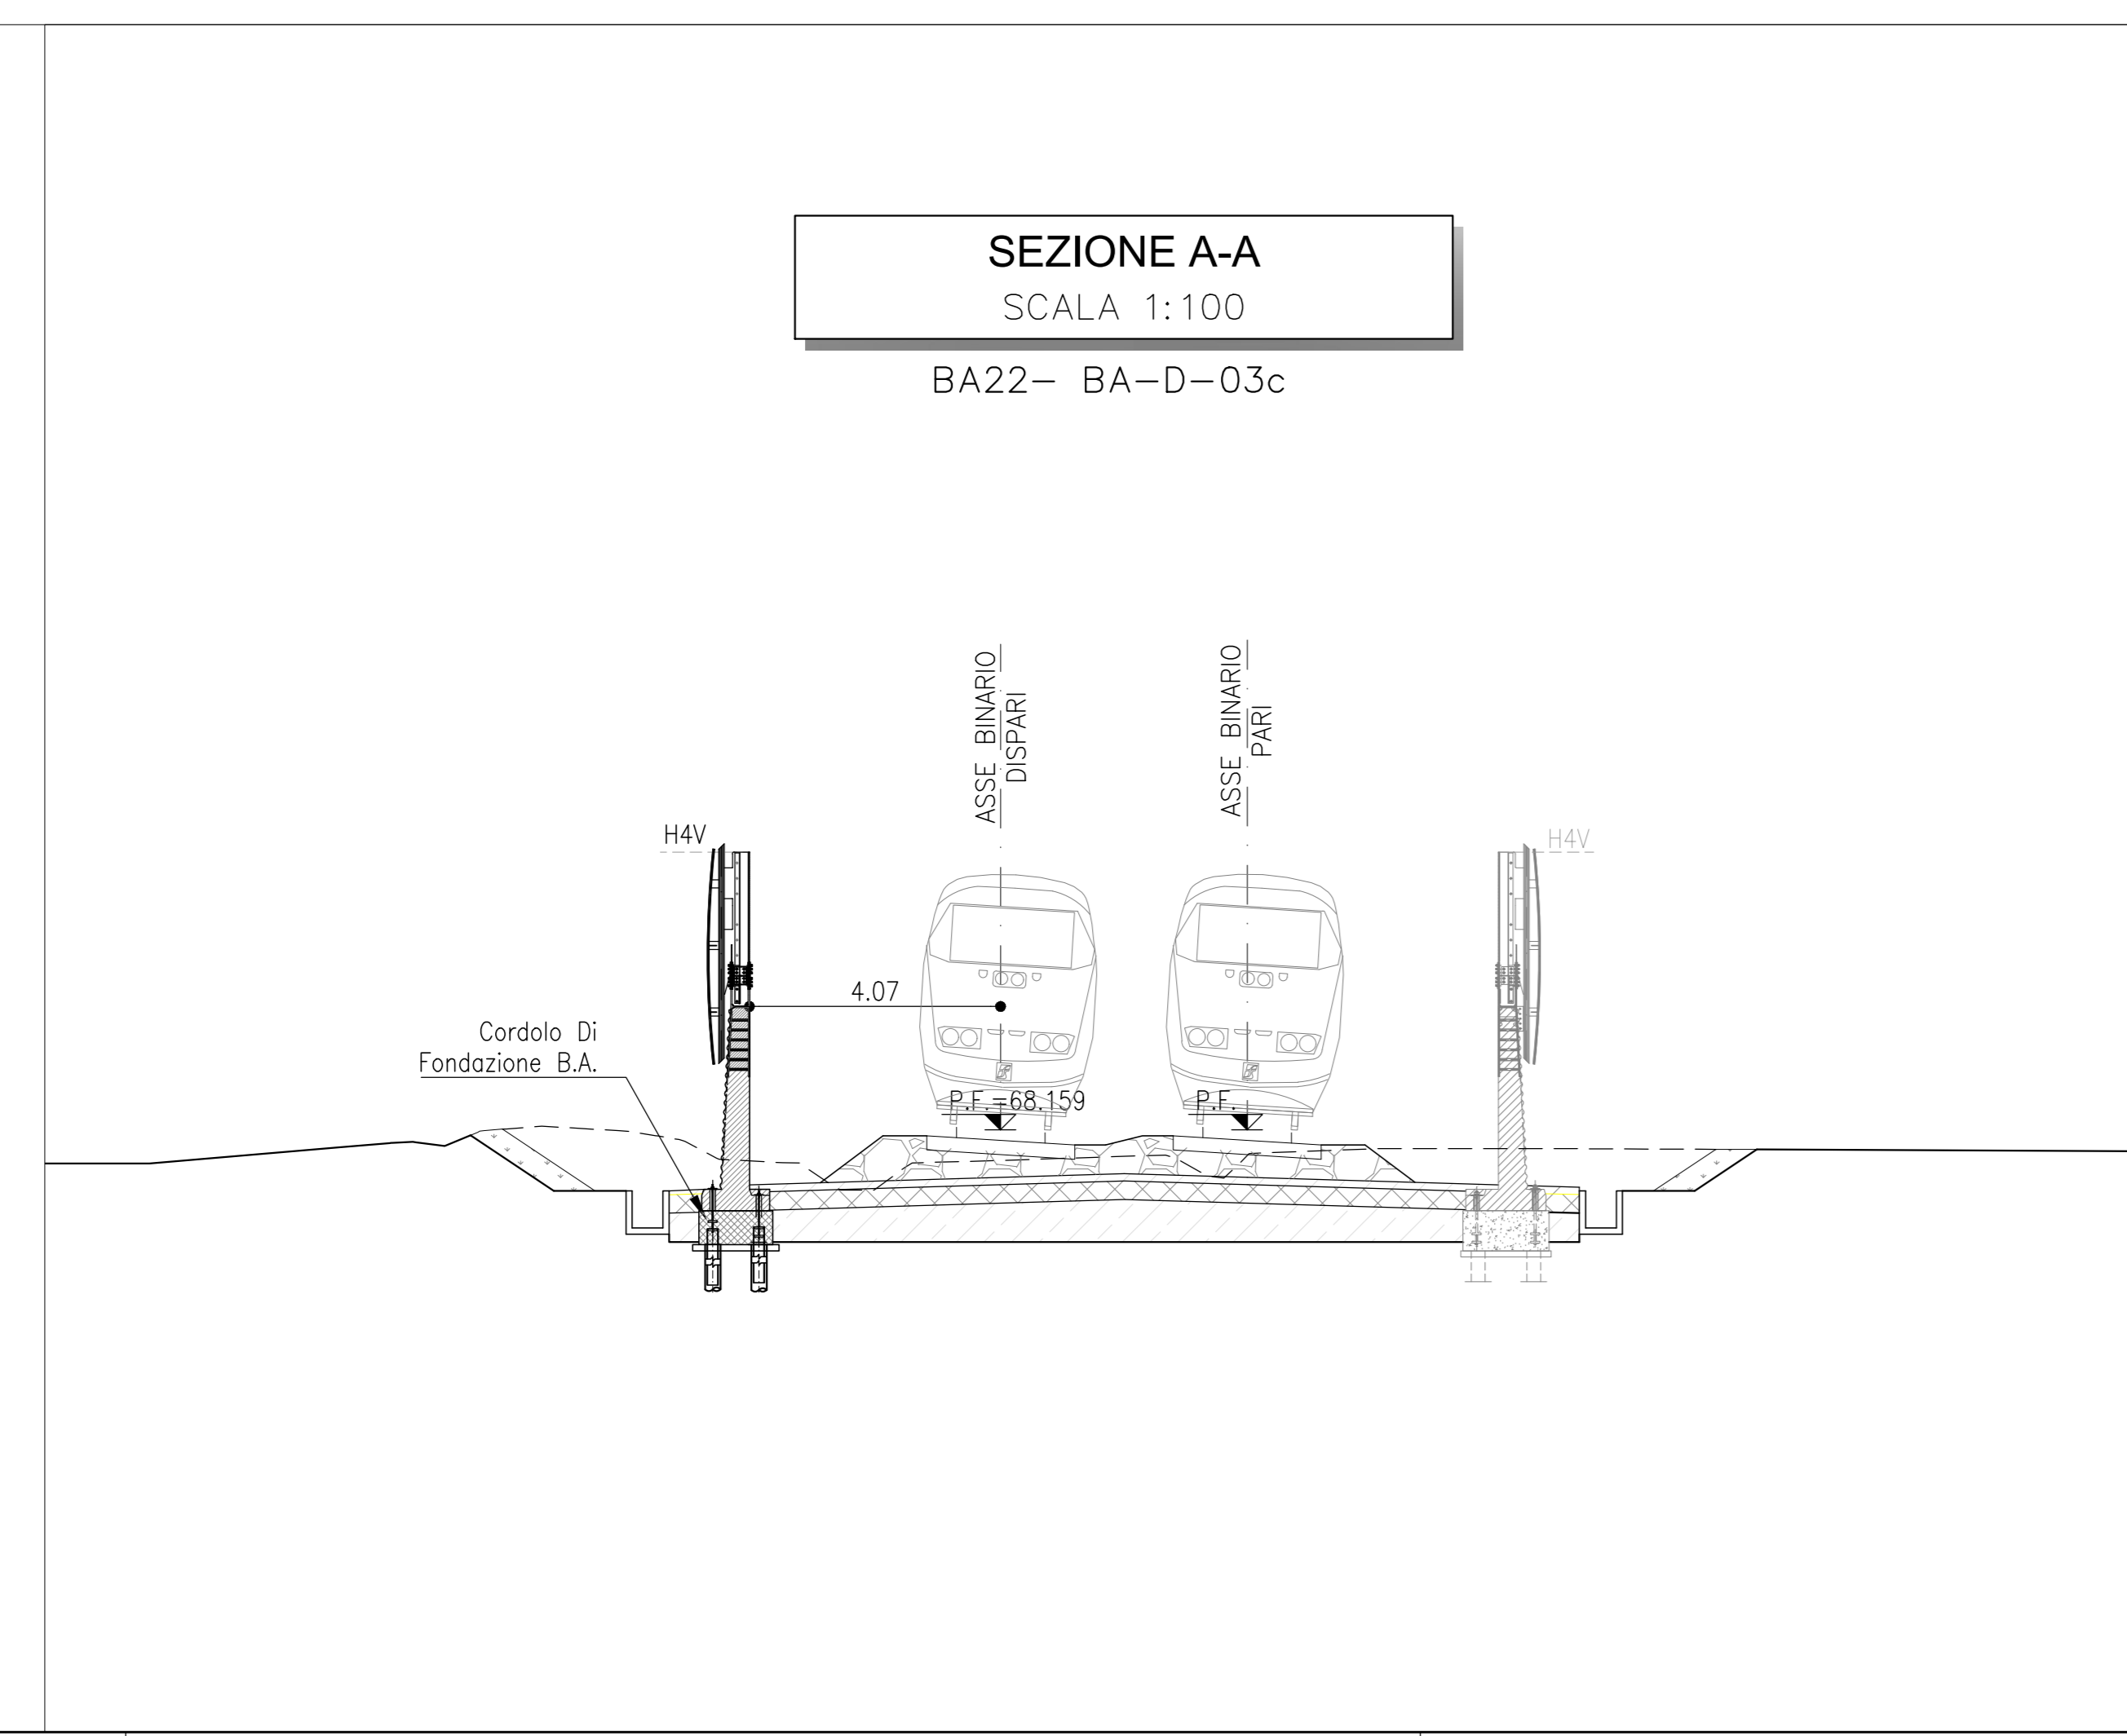 SEZIONE A-A
SCALA 1:100
BA22- BA-D-03c
ASSE BINARIO
DISPARI
ASSE BINARIO
PARI
H4V
H4V
4.07
Cordolo Di
Fondazione B.A.
P.F.=68.159
P.F.